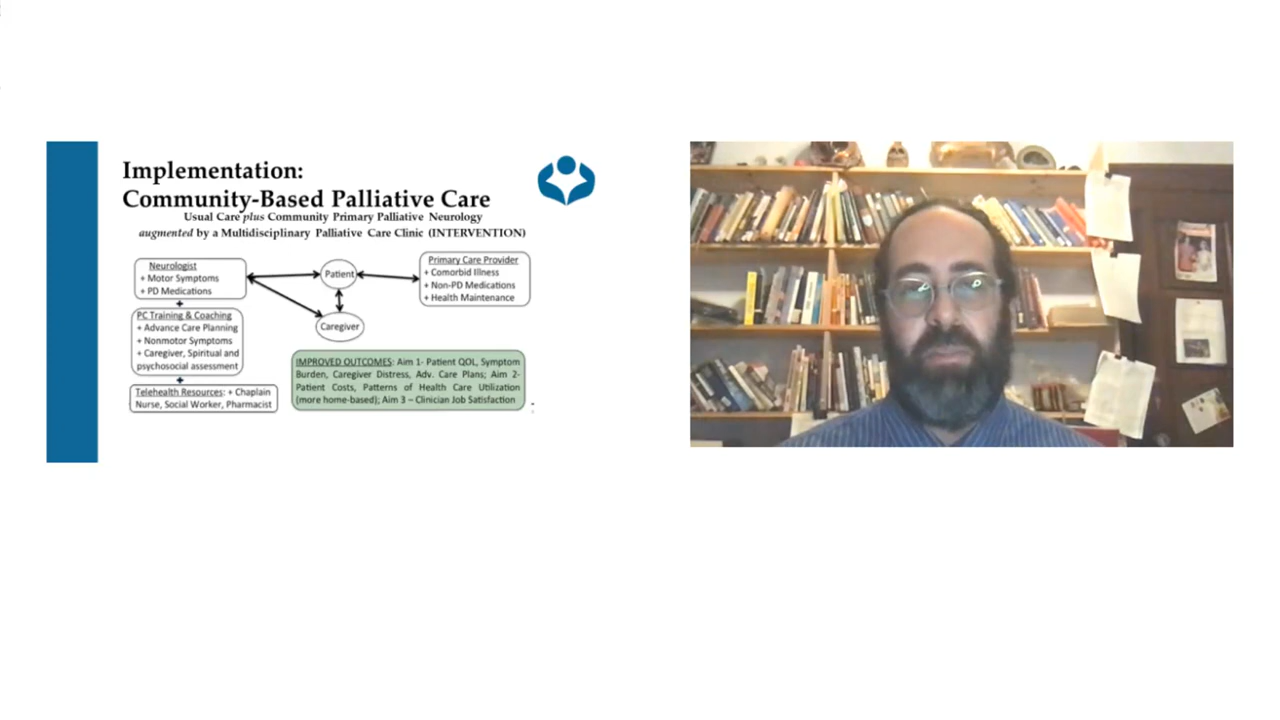 Implementation:
Community-Based Palliative Care
Usual Care plus Community Primary Palliative Neurology
augmented by a Multidisciplinary Palliative Care Clinic (INTERVENTION)
Neurologist
+ Motor Symptoms
+ PD Medications
+
PC Training & Coaching
+ Advance Care Planning
+ Nonmotor Symptoms
+ Caregiver, Spiritual and
psychosocial assessment
+
Telehealth Resources: + Chaplain
Nurse, Social Worker, Pharmacist
Patient
Caregiver
Primary Care Provider
+ Comorbid Illness
+ Non-PD Medications
+ Health Maintenance
IMPROVED OUTCOMES: Aim 1- Patient QOL, Symptom
Burden, Caregiver Distress, Adv. Care Plans; Aim 2-
Patient Costs, Patterns of Health Care Utilization
(more home-based); Aim 3 – Clinician Job Satisfaction